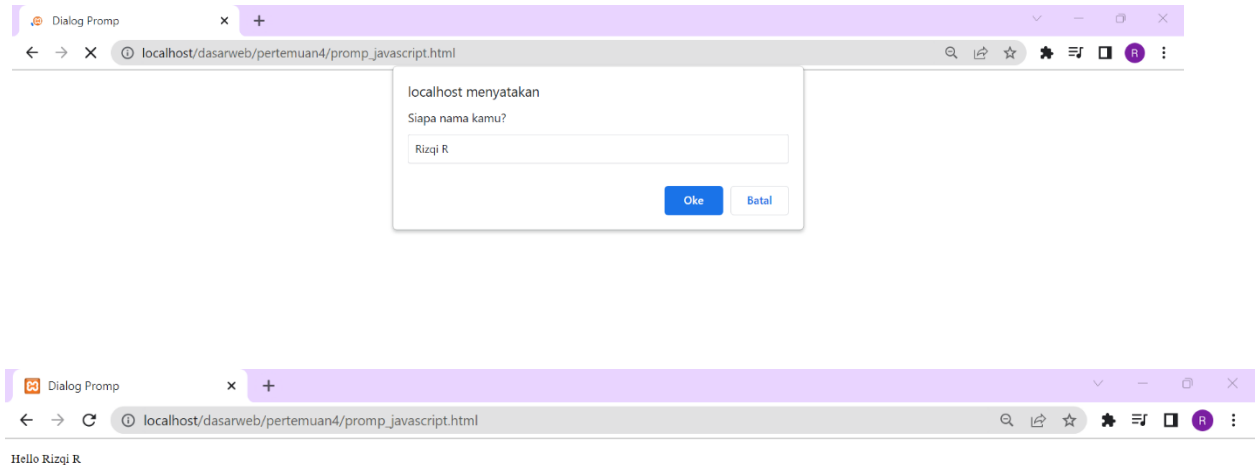 Dialog Promp
localhost/dasarweb/pertemuan4/promp_javascript.html
R
localhost menyatakan
Siapa nama kamu?
Rizqi R
Oke Batal
Dialog Promp
localhost/dasarweb/pertemuan4/promp_javascript.html
R
Hello Rizqi R